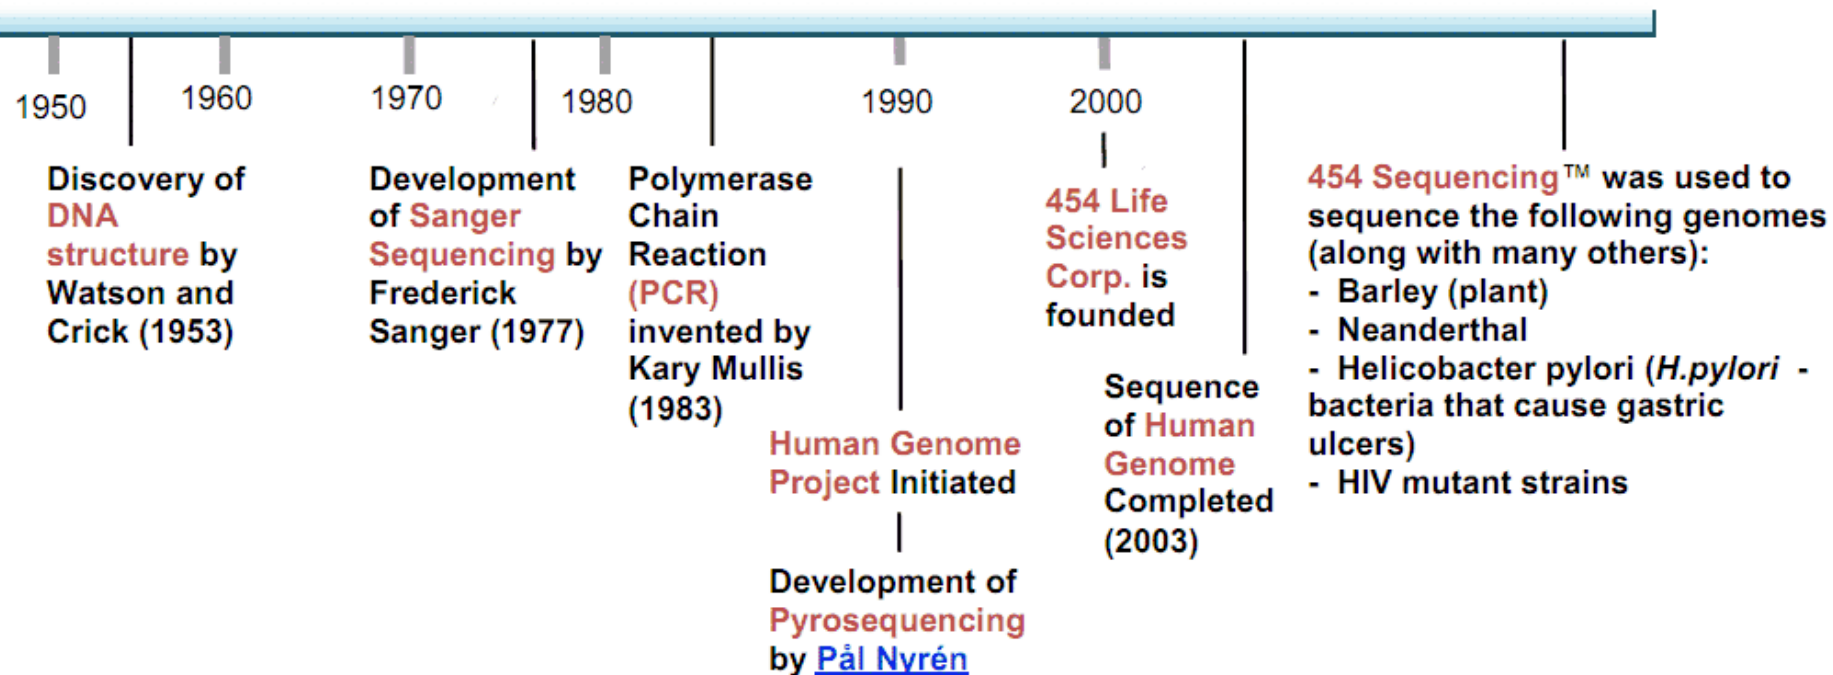 1950
1960
1970
1980
1990
2000
Discovery of
DNA
structure by
Watson and
Crick (1953)
Development
of Sanger
Sequencing by
Frederick
Sanger (1977)
Polymerase
Chain
Reaction
(PCR)
invented by
Kary Mullis
(1983)
Human Genome
Project Initiated
Development of
Pyrosequencing
by Pål Nyrén
454 Life
Sciences
Corp. is
founded
Sequence
of Human
Genome
Completed
(2003)
454 Sequencing™ was used to
sequence the following genomes
(along with many others):
- Barley (plant)
- Neanderthal
- Helicobacter pylori (H.pylori -
bacteria that cause gastric
ulcers)
- HIV mutant strains